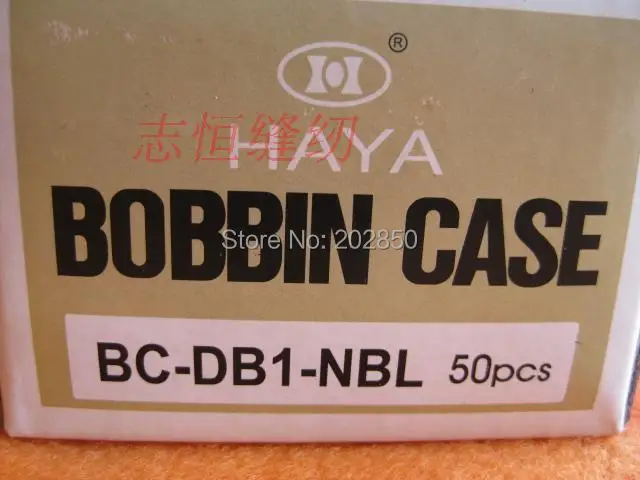 ®
志恒缝纫
HAYA
BOBBIN CASE
Store No: 202850
BC-DB1-NBL 50pcs